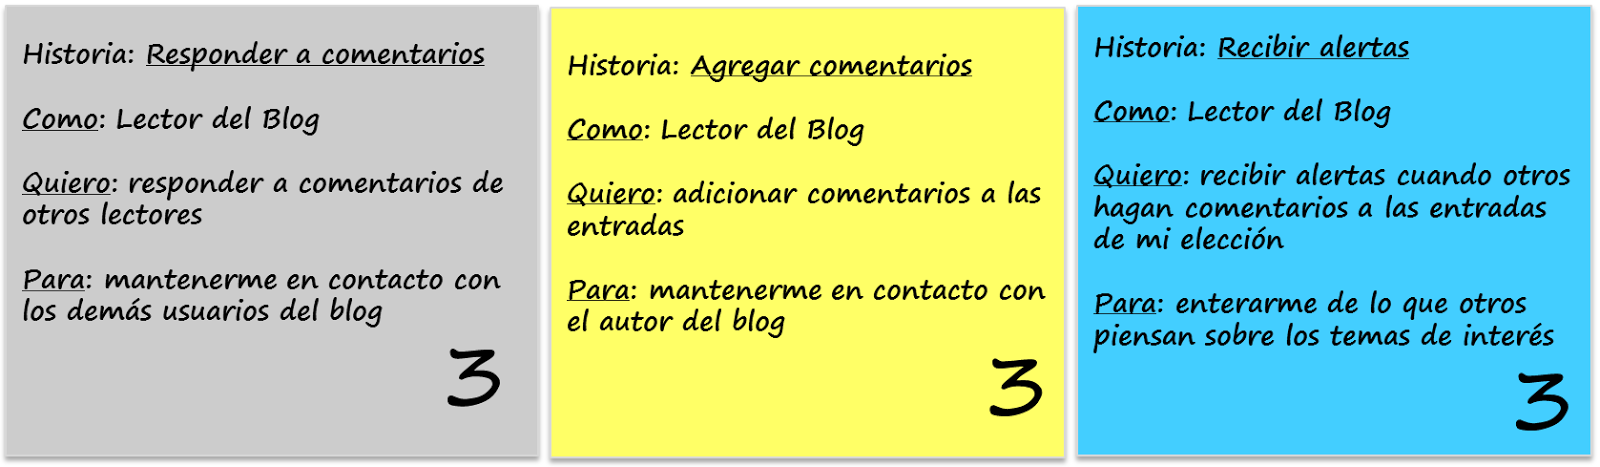 Historia: Responder a comentarios
Como: Lector del Blog
Quiero: responder a comentarios de
otros lectores
Para: mantenerme en contacto con
los demás usuarios del blog
3
Historia: Agregar comentarios
Como: Lector del Blog
Quiero: adicionar comentarios a las
entradas
Para: mantenerme en contacto con
el autor del blog
3
Historia: Recibir alertas
Como: Lector del Blog
Quiero: recibir alertas cuando otros
hagan comentarios a las entradas
de mi elección
Para: enterarme de lo que otros
piensan sobre los temas de interés
3